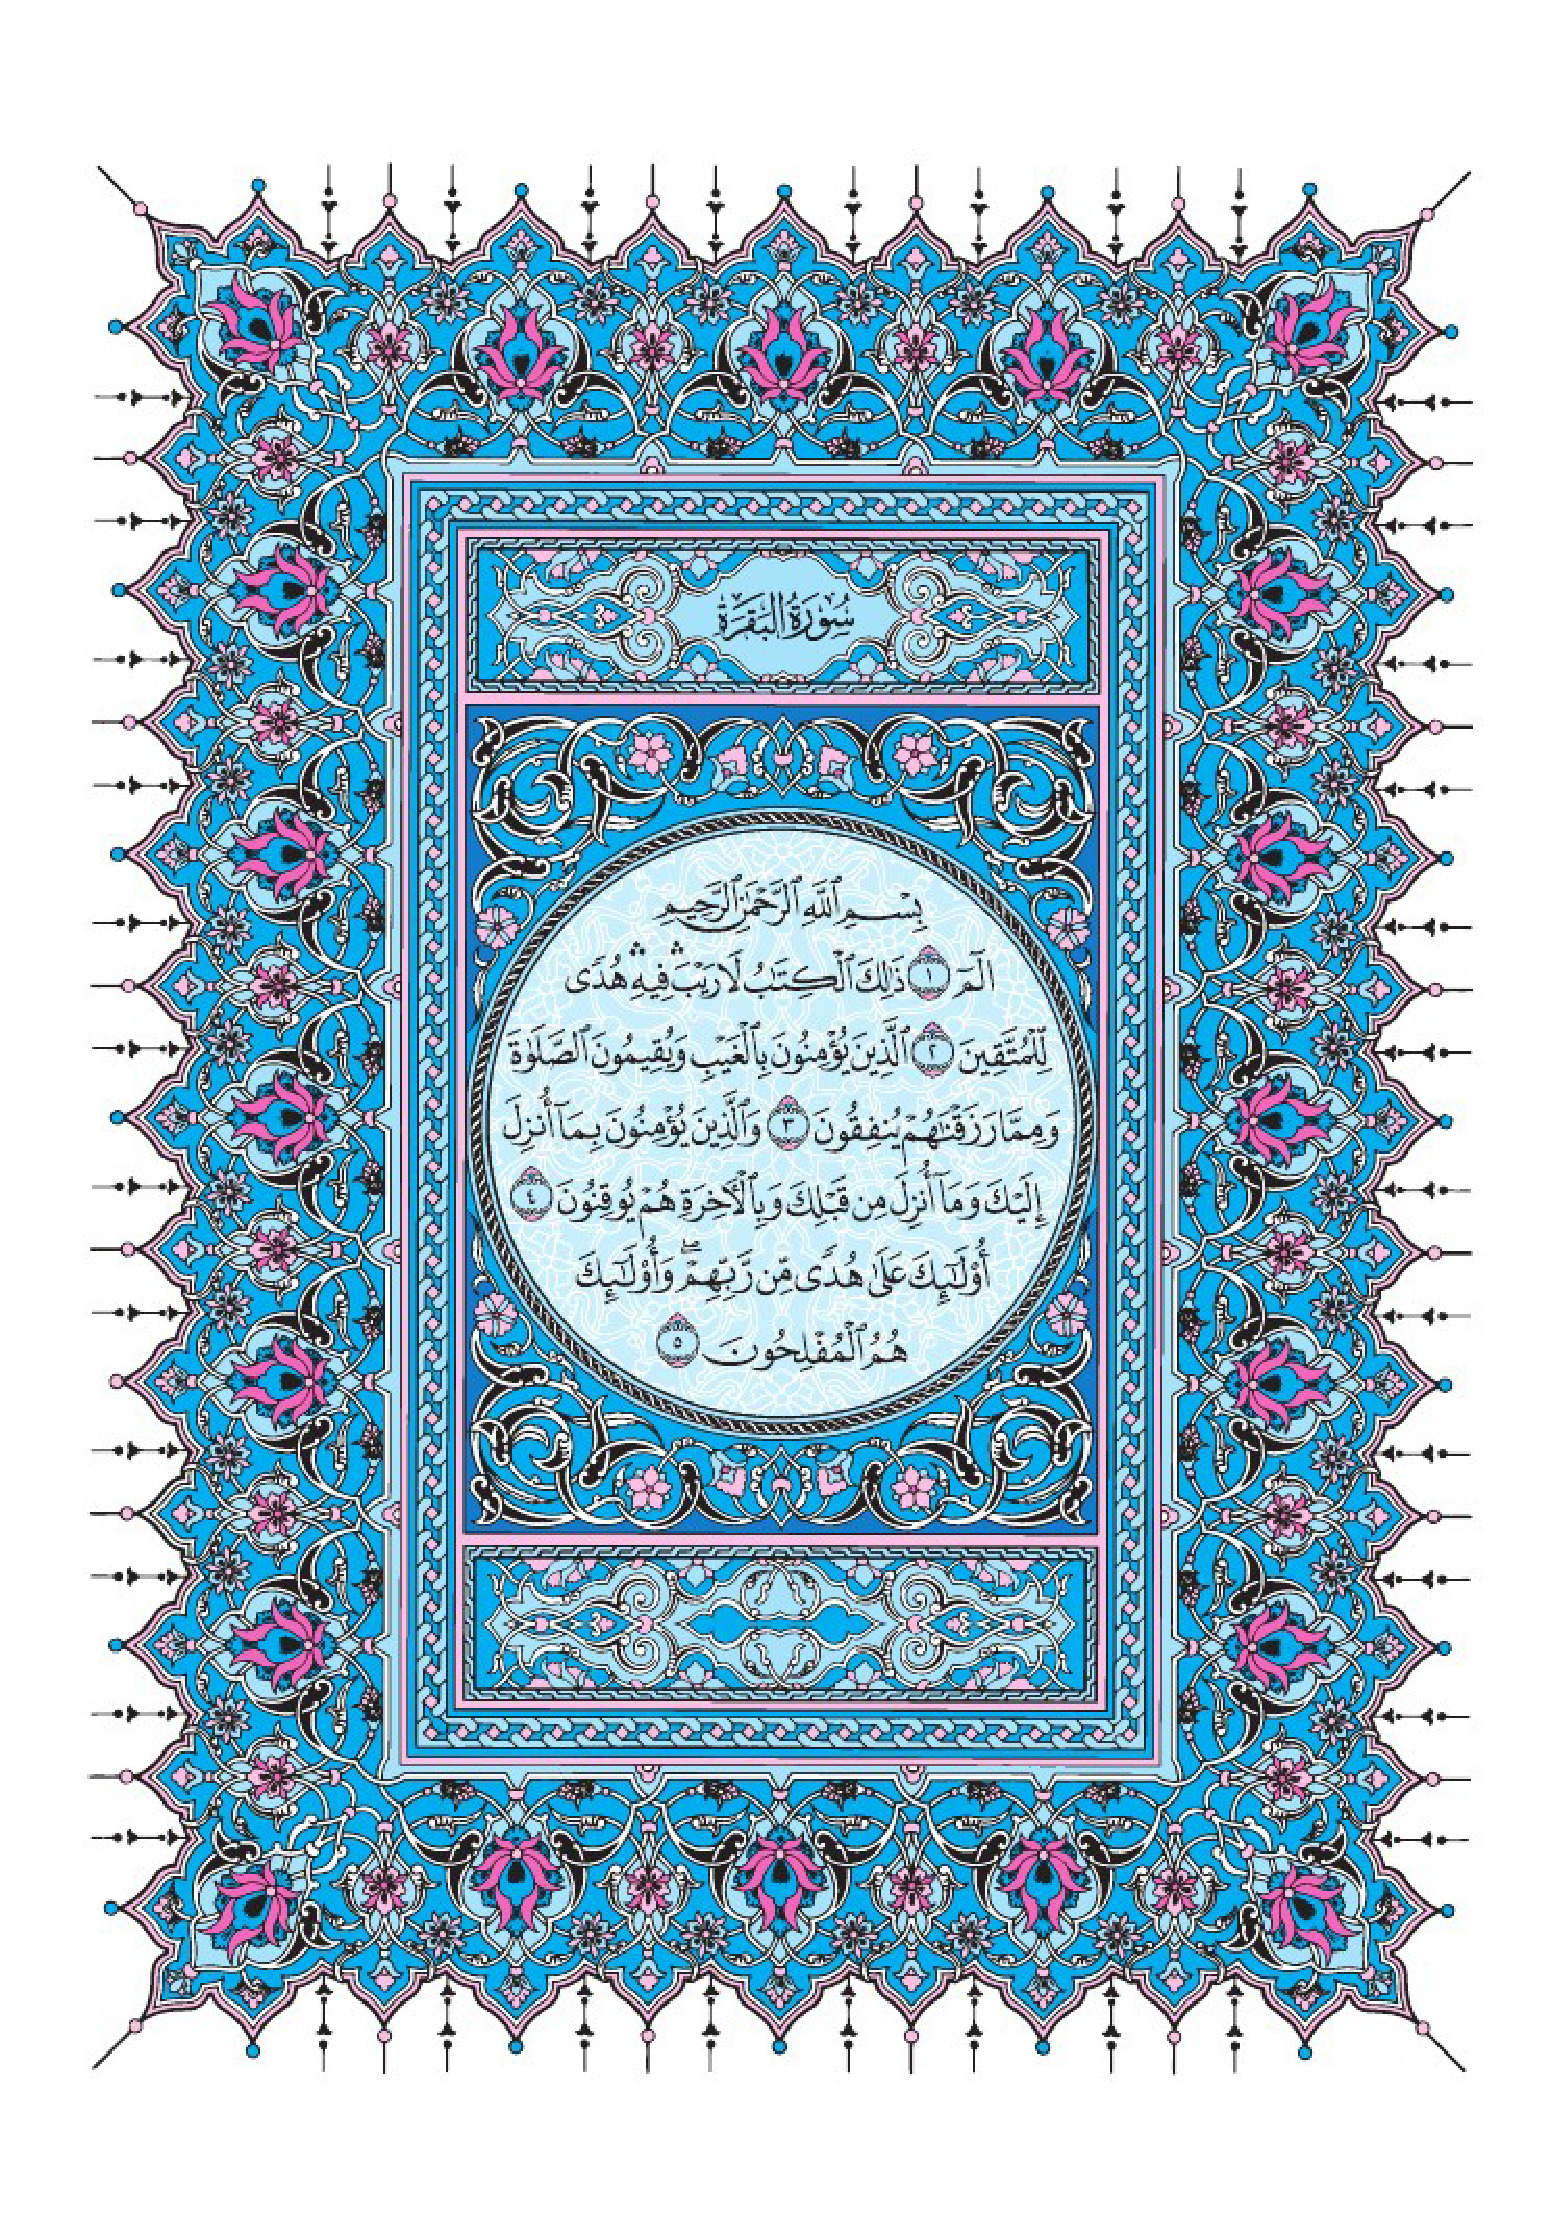 سُورَةُ البَقَرَةِ
بِسْمِ ٱللَّهِ ٱلرَّحْمَٰنِ ٱلرَّحِيمِ
الٓمٓ ١ ذَٰلِكَ ٱلْكِتَٰبُ لَا رَيْبَۛ فِيهِۛ هُدًى
لِّلْمُتَّقِينَ ٢ ٱلَّذِينَ يُؤْمِنُونَ بِٱلْغَيْبِ وَيُقِيمُونَ ٱلصَّلَوٰةَ
وَمِمَّا رَزَقْنَٰهُمْ يُنفِقُونَ ٣ وَٱلَّذِينَ يُؤْمِنُونَ بِمَآ أُنزِلَ
إِلَيْكَ وَمَآ أُنزِلَ مِن قَبْلِكَ وَبِٱلْأٓخِرَةِ هُمْ يُوقِنُونَ ٤
أُو۟لَٰٓئِكَ عَلَىٰ هُدًى مِّن رَّبِّهِمْۖ وَأُو۟لَٰٓئِكَ
هُمُ ٱلْمُفْلِحُونَ ٥